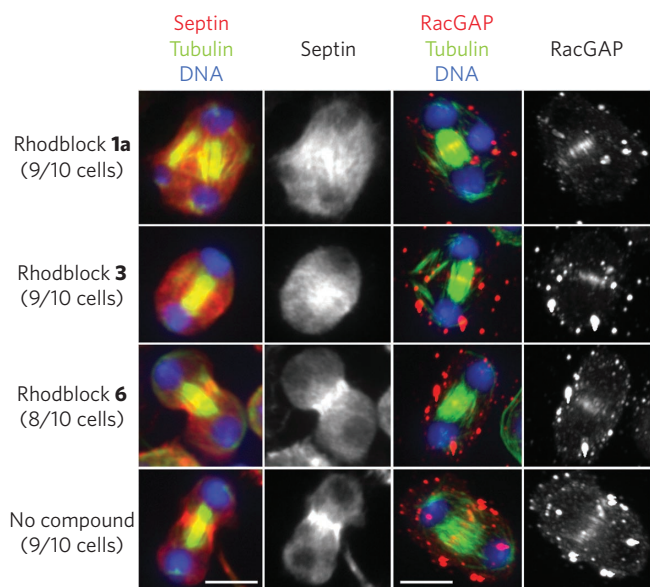 Septin
Tubulin
DNA
Septin
RacGAP
Tubulin
DNA
RacGAP
Rhodblock 1a
(9/10 cells)
Rhodblock 3
(9/10 cells)
Rhodblock 6
(8/10 cells)
No compound
(9/10 cells)